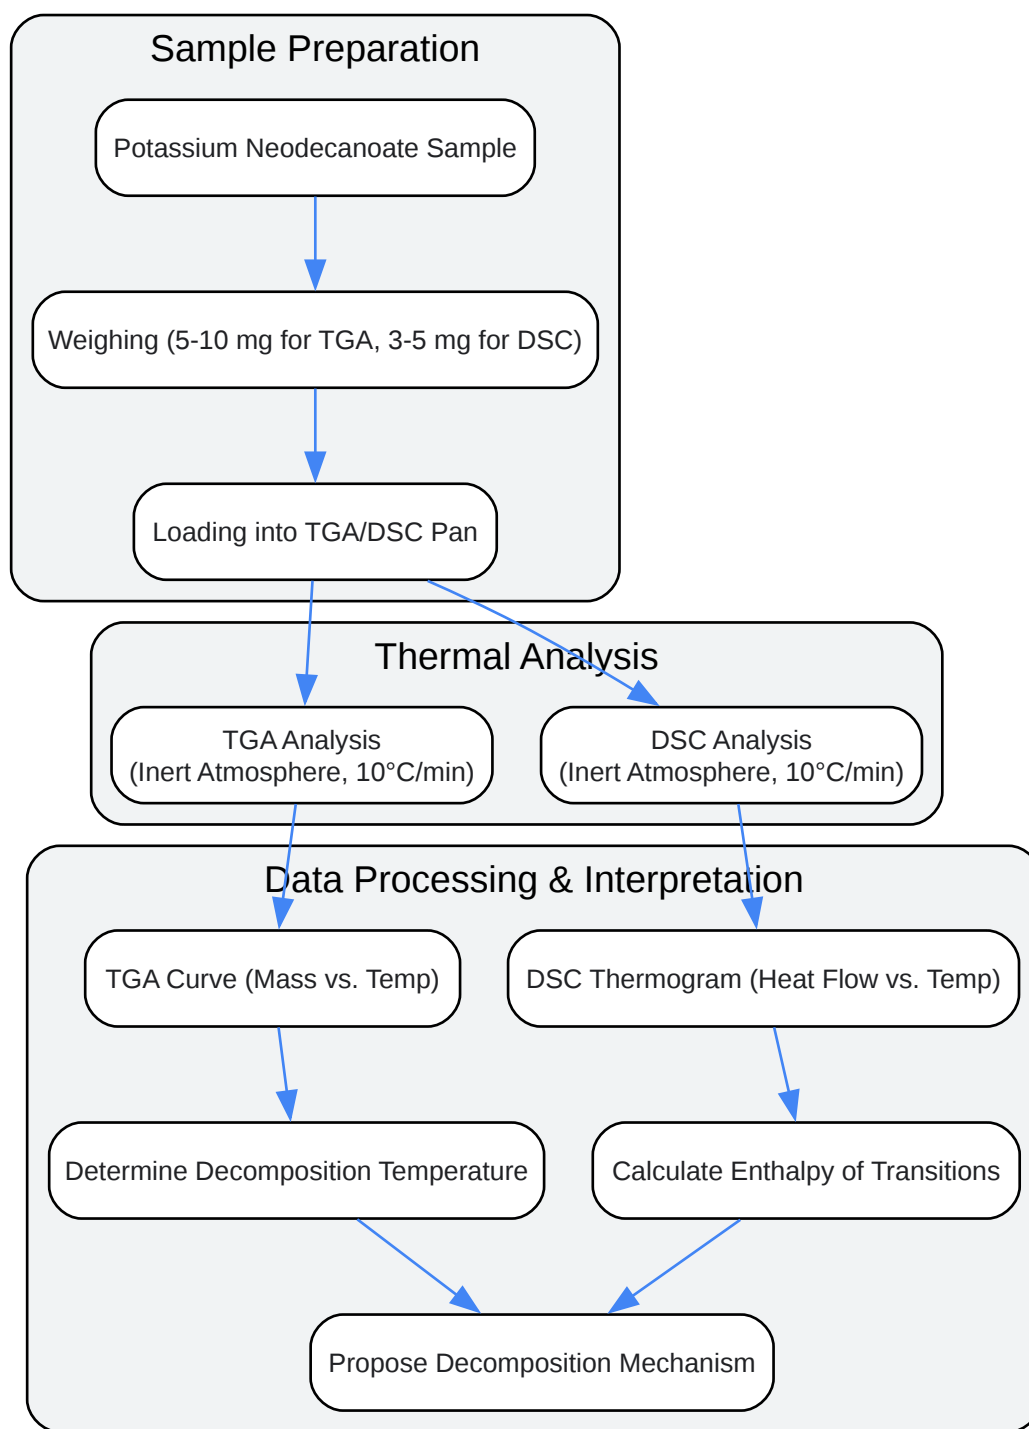 Sample Preparation
Potassium Neodecanoate Sample
Weighing (5-10 mg for TGA, 3-5 mg for DSC)
Loading into TGA/DSC Pan
Thermal Analysis
TGA Analysis
(Inert Atmosphere, 10°C/min)
DSC Analysis
(Inert Atmosphere, 10°C/min)
Data Processing & Interpretation
TGA Curve (Mass vs. Temp)
DSC Thermogram (Heat Flow vs. Temp)
Determine Decomposition Temperature
Calculate Enthalpy of Transitions
Propose Decomposition Mechanism